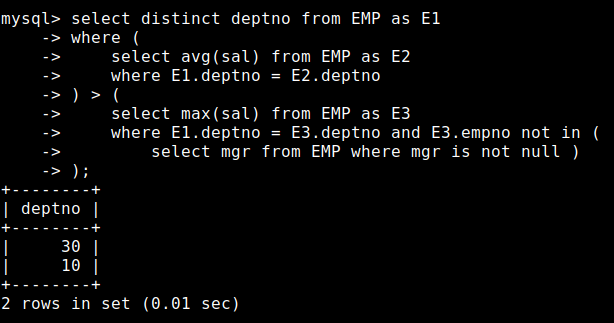 mysql> select distinct deptno from EMP as E1
    -> where (
    ->     select avg(sal) from EMP as E2
    ->     where E1.deptno = E2.deptno
    -> ) > (
    ->     select max(sal) from EMP as E3
    ->     where E1.deptno = E3.deptno and E3.empno not in (
    ->         select mgr from EMP where mgr is not null )
    -> );
+--------+
| deptno |
+--------+
|     30 |
|     10 |
+--------+
2 rows in set (0.01 sec)